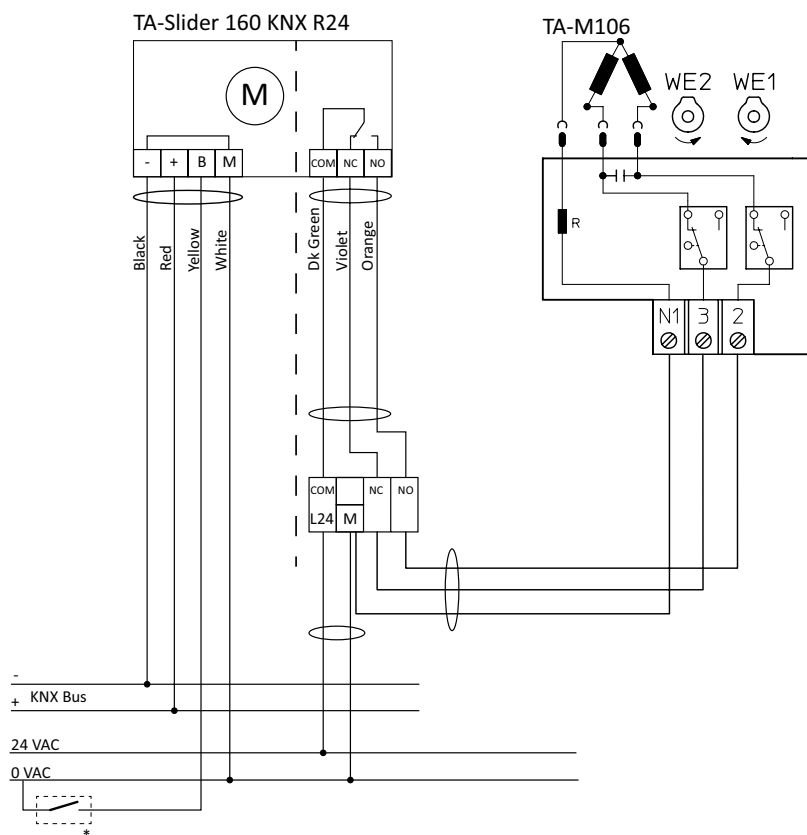 TA-Slider 160 KNX R24
TA-M106
WE2 WE1
M
- + B M
COM NC NO
R
Black
Red
Yellow
White
Dk Green
Violet
Orange
N1 3 2
COM NC NO
L24 M
-
+ KNX Bus
24 VAC
0 VAC
*